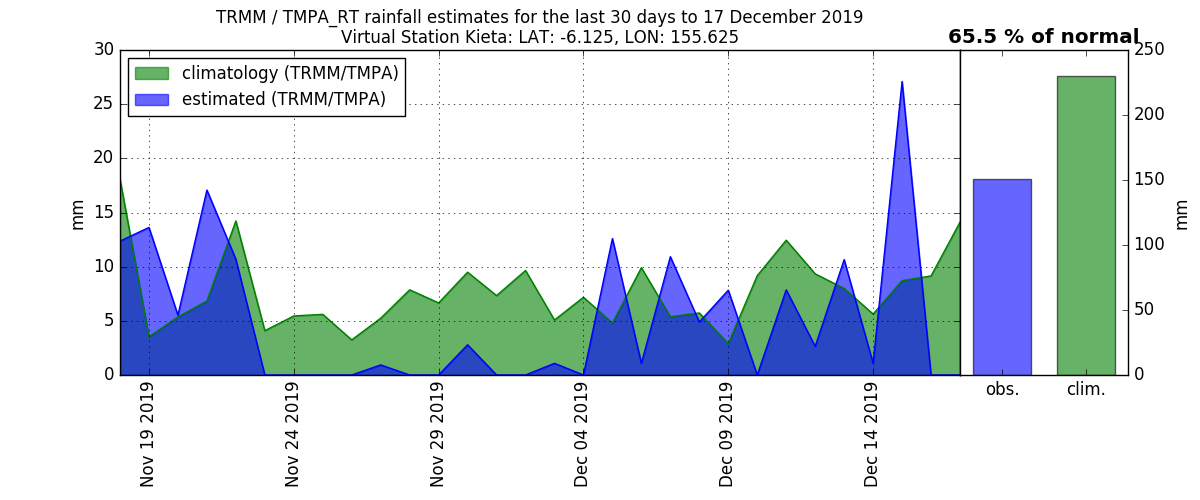 TRMM / TMPA_RT rainfall estimates for the last 30 days to 17 December 2019
Virtual Station Kieta: LAT: -6.125, LON: 155.625
65.5 % of normal
climatology (TRMM/TMPA)
estimated (TRMM/TMPA)
mm
30
25
20
15
10
5
0
Nov 19 2019
Nov 24 2019
Nov 29 2019
Dec 04 2019
Dec 09 2019
Dec 14 2019
obs.
clim.
250
200
150
100
50
0
mm